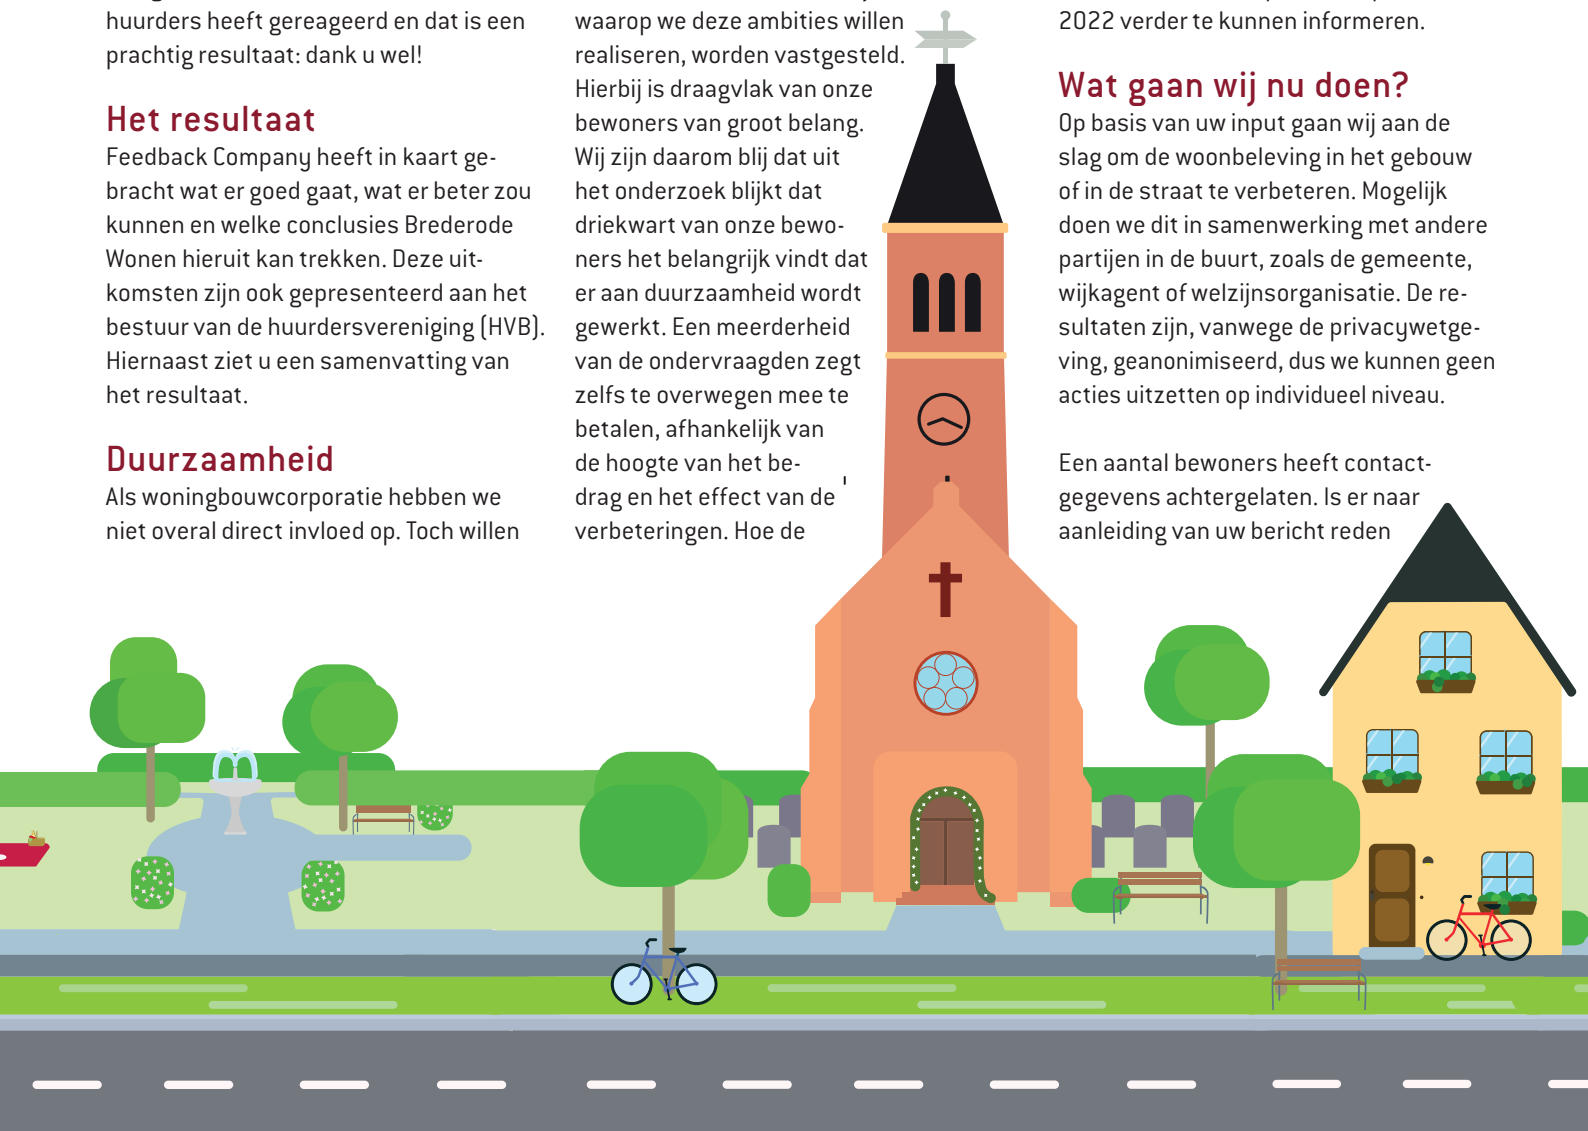 huurders heeft gereageerd en dat is een
prachtig resultaat: dank u wel!
Het resultaat
Feedback Company heeft in kaart ge-
bracht wat er goed gaat, wat er beter zou
kunnen en welke conclusies Brederode
Wonen hieruit kan trekken. Deze uit-
komsten zijn ook gepresenteerd aan het
bestuur van de huurdersvereniging (HVB).
Hiernaast ziet u een samenvatting van
het resultaat.
Duurzaamheid
Als woningbouwcorporatie hebben we
niet overal direct invloed op. Toch willen
waarop we deze ambities willen
realiseren, worden vastgesteld.
Hierbij is draagvlak van onze
bewoners van groot belang.
Wij zijn daarom blij dat uit
het onderzoek blijkt dat
driekwart van onze bewo-
ners het belangrijk vindt dat
er aan duurzaamheid wordt
gewerkt. Een meerderheid
van de ondervraagden zegt
zelfs te overwegen mee te
betalen, afhankelijk van
de hoogte van het be-
drag en het effect van de
verbeteringen. Hoe de
2022 verder te kunnen informeren.
Wat gaan wij nu doen?
Op basis van uw input gaan wij aan de
slag om de woonbeleving in het gebouw
of in de straat te verbeteren. Mogelijk
doen we dit in samenwerking met andere
partijen in de buurt, zoals de gemeente,
wijkagent of welzijnsorganisatie. De re-
sultaten zijn, vanwege de privacywetge-
ving, geanonimiseerd, dus we kunnen geen
acties uitzetten op individueel niveau.
Een aantal bewoners heeft contact-
gegevens achtergelaten. Is er naar
aanleiding van uw bericht reden